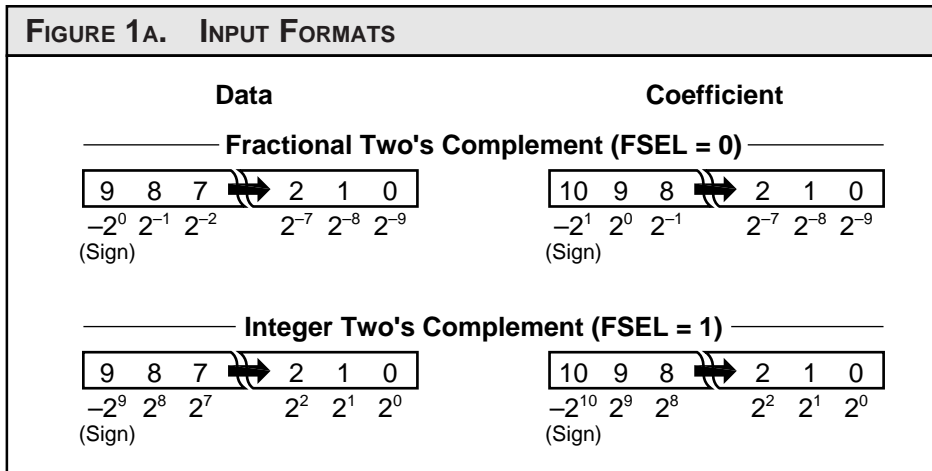 FIGURE 1A. INPUT FORMATS
Data Coefficient
Fractional Two's Complement (FSEL = 0)
9 8 7 2 1 0 10 9 8 2 1 0
–2⁰ 2⁻¹ 2⁻² 2⁻⁷ 2⁻⁸ 2⁻⁹ –2¹ 2⁰ 2⁻¹ 2⁻⁷ 2⁻⁸ 2⁻⁹
(Sign) (Sign)
Integer Two's Complement (FSEL = 1)
9 8 7 2 1 0 10 9 8 2 1 0
–2⁹ 2⁸ 2⁷ 2² 2¹ 2⁰ –2¹⁰ 2⁹ 2⁸ 2² 2¹ 2⁰
(Sign) (Sign)